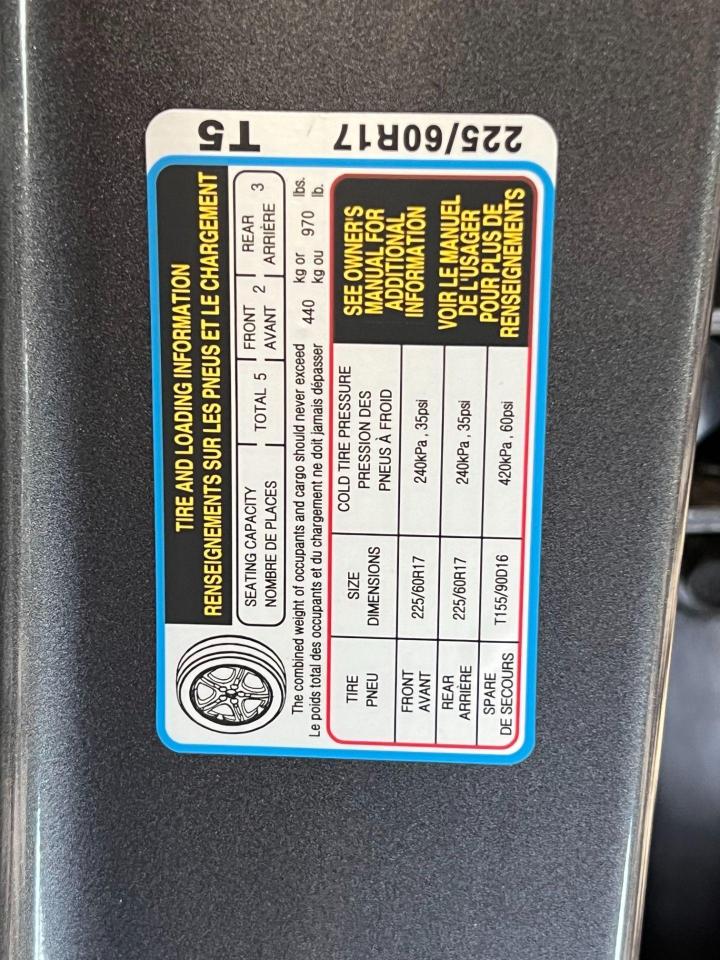 TIRE AND LOADING INFORMATION
RENSEIGNEMENTS SUR LES PNEUS ET LE CHARGEMENT
SEATING CAPACITY
NOMBRE DE PLACES
TOTAL 5
FRONT
AVANT
2
REAR
ARRIÈRE
3
The combined weight of occupants and cargo should never exceed
Le poids total des occupants et du chargement ne doit jamais dépasser
440
kg or
kg ou
970
lbs.
lb.
TIRE
PNEU
SIZE
DIMENSIONS
COLD TIRE PRESSURE
PRESSION DES
PNEUS À FROID
FRONT
AVANT
225/60R17
240kPa , 35psi
REAR
ARRIÈRE
225/60R17
240kPa , 35psi
SPARE
DE SECOURS
T155/90D16
420kPa , 60psi
SEE OWNER'S
MANUAL FOR
ADDITIONAL
INFORMATION
VOIR LE MANUEL
DE L'USAGER
POUR PLUS DE
RENSEIGNEMENTS
T5
225/60R17